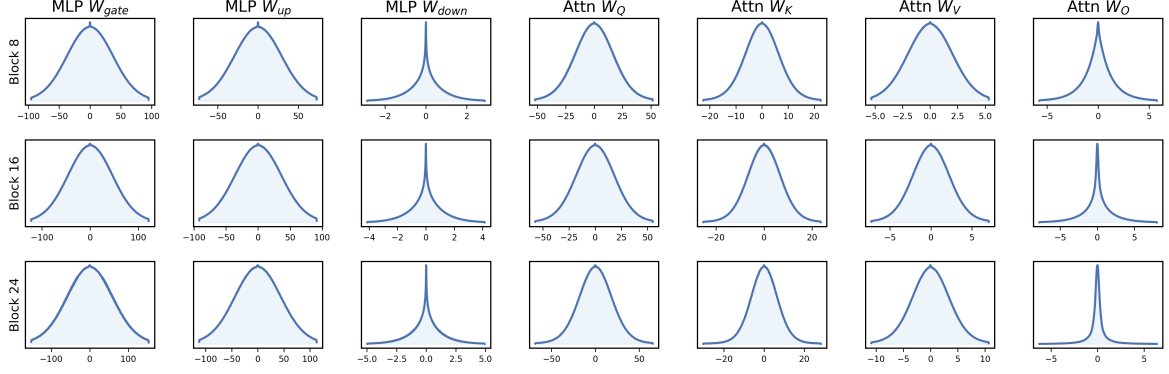 MLP W_gate MLP W_up MLP W_down Attn W_Q Attn W_K Attn W_V Attn W_O
Block 8
−100 −50 0 50 100 −50 0 50 −2 0 2 −50 −25 0 25 50 −20 −10 0 10 20 −5.0 −2.5 0.0 2.5 5.0 −5 0 5
Block 16
−100 0 100 −100 −50 0 50 100 −4 −2 0 2 4 −50 −25 0 25 50 −20 0 20 −5 0 5 −5 0 5
Block 24
−100 0 100 −100 −50 0 50 100 −5.0 −2.5 0.0 2.5 5.0 −50 0 50 −20 0 20 −10 −5 0 5 10 −5 0 5